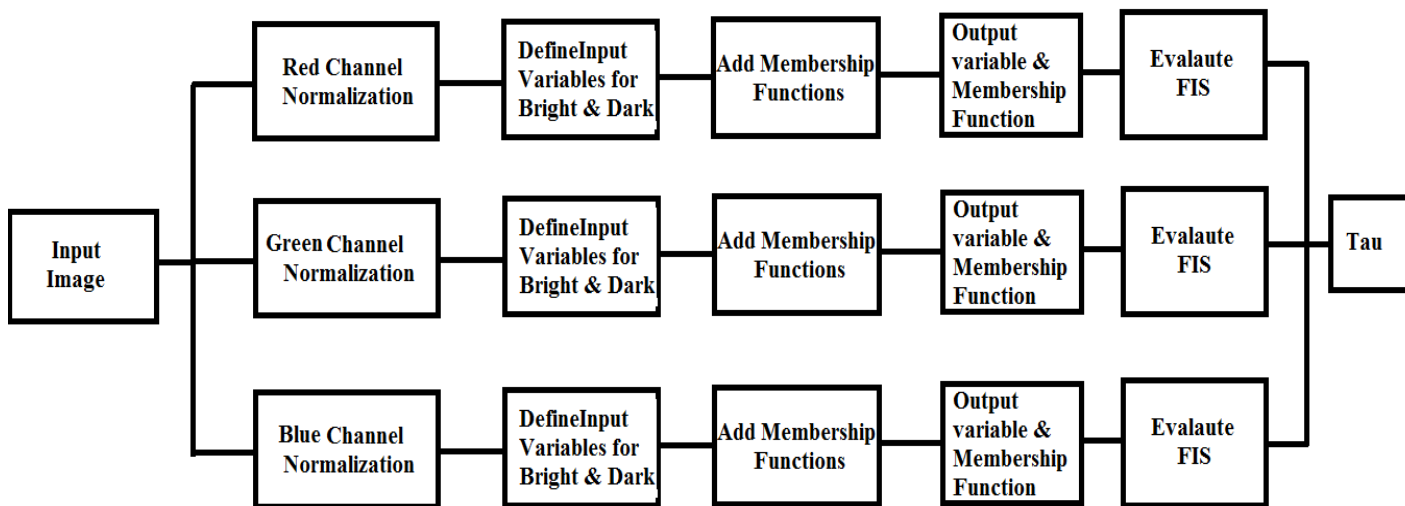 Input
Image
Red Channel
Normalization
DefineInput
Variables for
Bright & Dark
Add Membership
Functions
Output
variable &
Membership
Function
Evalaute
FIS
Green Channel
Normalization
DefineInput
Variables for
Bright & Dark
Add Membership
Functions
Output
variable &
Membership
Function
Evalaute
FIS
Blue Channel
Normalization
DefineInput
Variables for
Bright & Dark
Add Membership
Functions
Output
variable &
Membership
Function
Evalaute
FIS
Tau